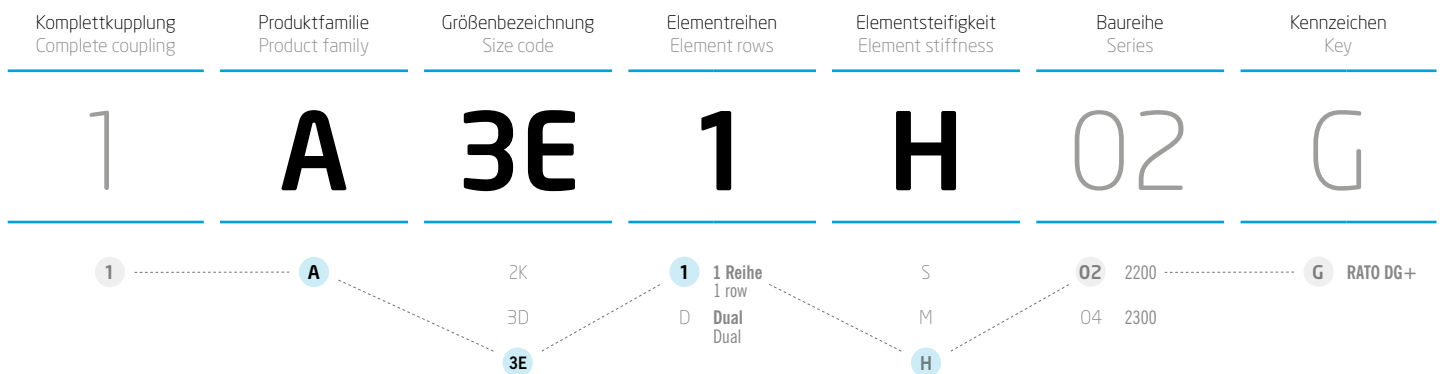 Komplettkupplung Produktfamilie Größenbezeichnung Elementreihen Elementsteifigkeit Baureihe Kennzeichen
Complete coupling Product family Size code Element rows Element stiffness Series Key
1 A 3E 1 H 02 G
1 A 2K 1 1 Reihe S 02 2200 G RATO DG+
1 row
3D D Dual M 04 2300
Dual
3E H